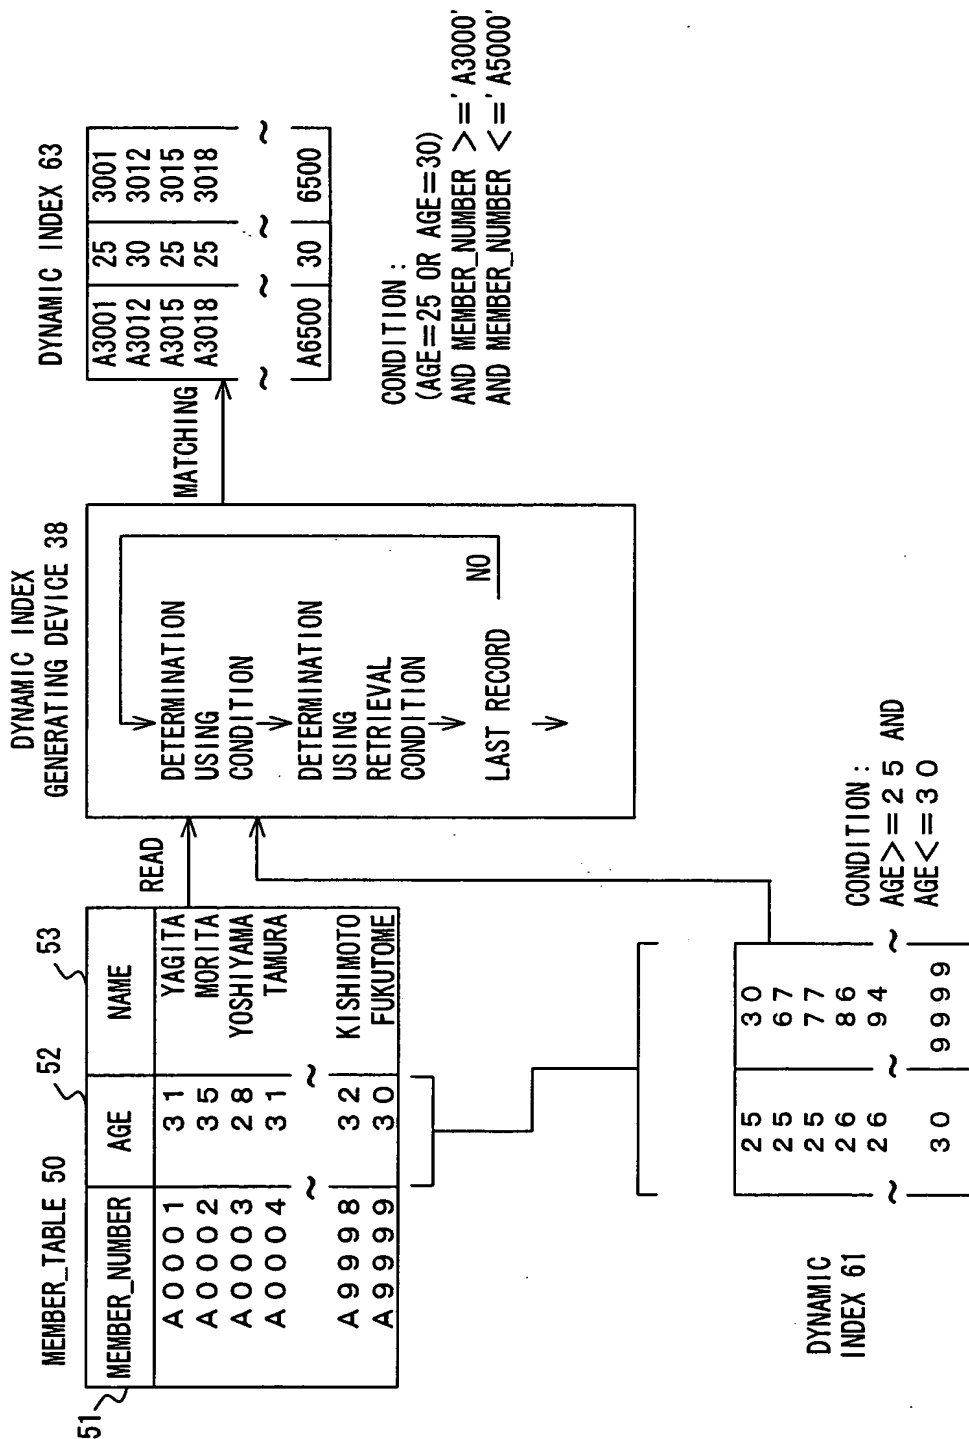 MEMBER_TABLE 50
51
52
53
MEMBER_NUMBER AGE NAME
A0001 31 YAGITA
A0002 35 MORITA
A0003 28 YOSHIYAMA
A0004 31 TAMURA
~ ~
A9998 32 KISHIMOTO
A9999 30 FUKUTOME
READ
DYNAMIC INDEX
GENERATING DEVICE 38
DETERMINATION
USING
CONDITION
DETERMINATION
USING
RETRIEVAL
CONDITION
LAST RECORD
NO
MATCHING
DYNAMIC INDEX 63
A3001 25 3001
A3012 30 3012
A3015 25 3015
A3018 25 3018
~ ~ ~
A6500 30 6500
CONDITION:
(AGE=25 OR AGE=30)
AND MEMBER_NUMBER >='A3000'
AND MEMBER_NUMBER <='A5000'
DYNAMIC
INDEX 61
25 30
25 67
25 77
26 86
26 94
~ ~
30 9999
CONDITION:
AGE>=25 AND
AGE<=30